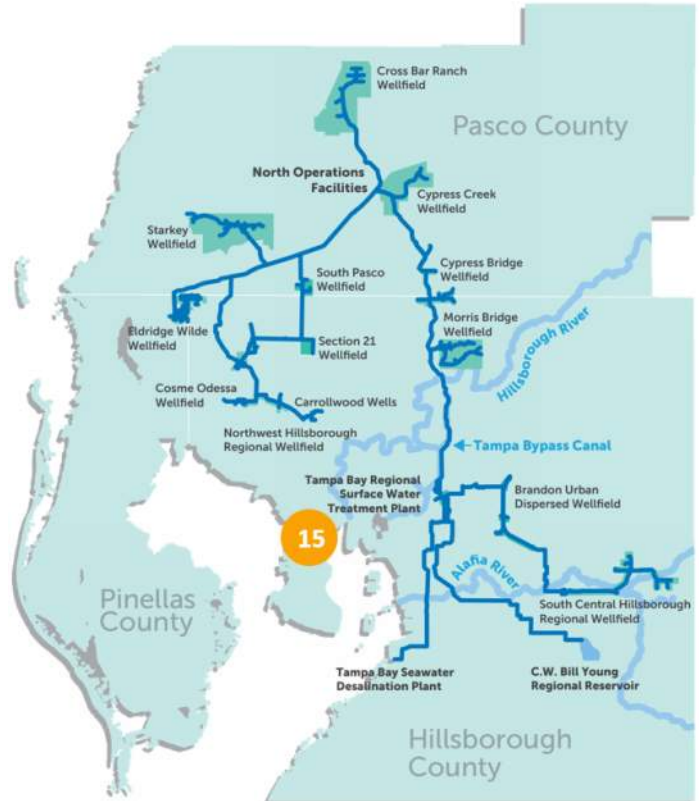 Cross Bar Ranch
Wellfield
Pasco County
North Operations
Facilities
Cypress Creek
Wellfield
Starkey
Wellfield
Cypress Bridge
Wellfield
South Pasco
Wellfield
Morris Bridge
Wellfield
Hillsborough River
Eldridge Wilde
Wellfield
Section 21
Wellfield
Cosme Odessa
Wellfield
Carrollwood Wells
Northwest Hillsborough
Regional Wellfield
Tampa Bypass Canal
Tampa Bay Regional
Surface Water
Treatment Plant
Brandon Urban
Dispersed Wellfield
15
Alafia River
Pinellas
County
South Central Hillsborough
Regional Wellfield
Tampa Bay Seawater
Desalination Plant
C.W. Bill Young
Regional Reservoir
Hillsborough
County